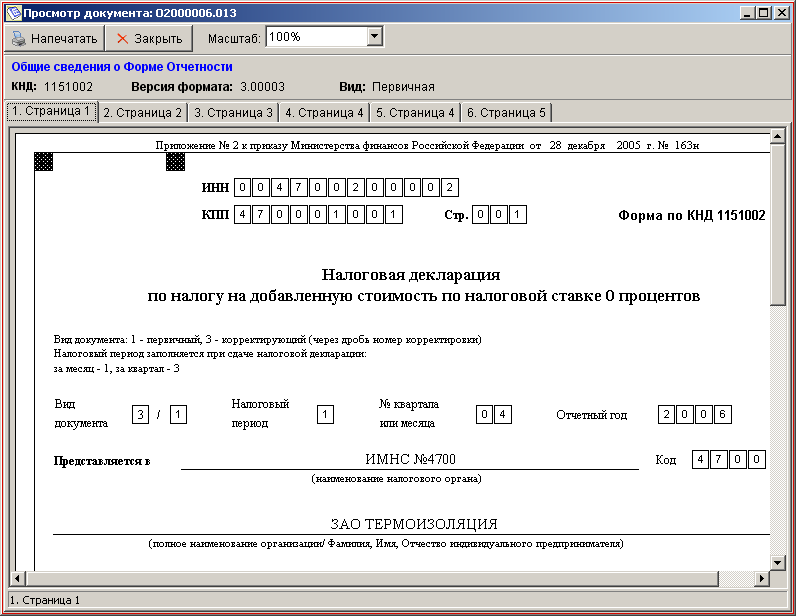 Просмотр документа: O2000006.013
Напечатать Закрыть Масштаб: 100%
Общие сведения о Форме Отчетности
КНД: 1151002 Версия формата: 3.00003 Вид: Первичная
1. Страница 1 2. Страница 2 3. Страница 3 4. Страница 4 5. Страница 4 6. Страница 5
Приложение № 2 к приказу Министерства финансов Российской Федерации от 28 декабря 2005 г. № 163н
ИНН 0 0 4 7 0 0 2 0 0 0 0 2
КПП 4 7 0 0 0 1 0 0 1 Стр. 0 0 1 Форма по КНД 1151002
Налоговая декларация
по налогу на добавленную стоимость по налоговой ставке 0 процентов
Вид документа: 1 - первичный, 3 - корректирующий (через дробь номер корректировки)
Налоговый период заполняется при сдаче налоговой декларации:
за месяц - 1, за квартал - 3
Вид документа 3 / 1 Налоговый период 1 № квартала или месяца 0 4 Отчетный год 2 0 0 6
Представляется в ИМНС №4700 Код 4 7 0 0
(наименование налогового органа)
ЗАО ТЕРМОИЗОЛЯЦИЯ
(полное наименование организации/ Фамилия, Имя, Отчество индивидуального предпринимателя)
1. Страница 1